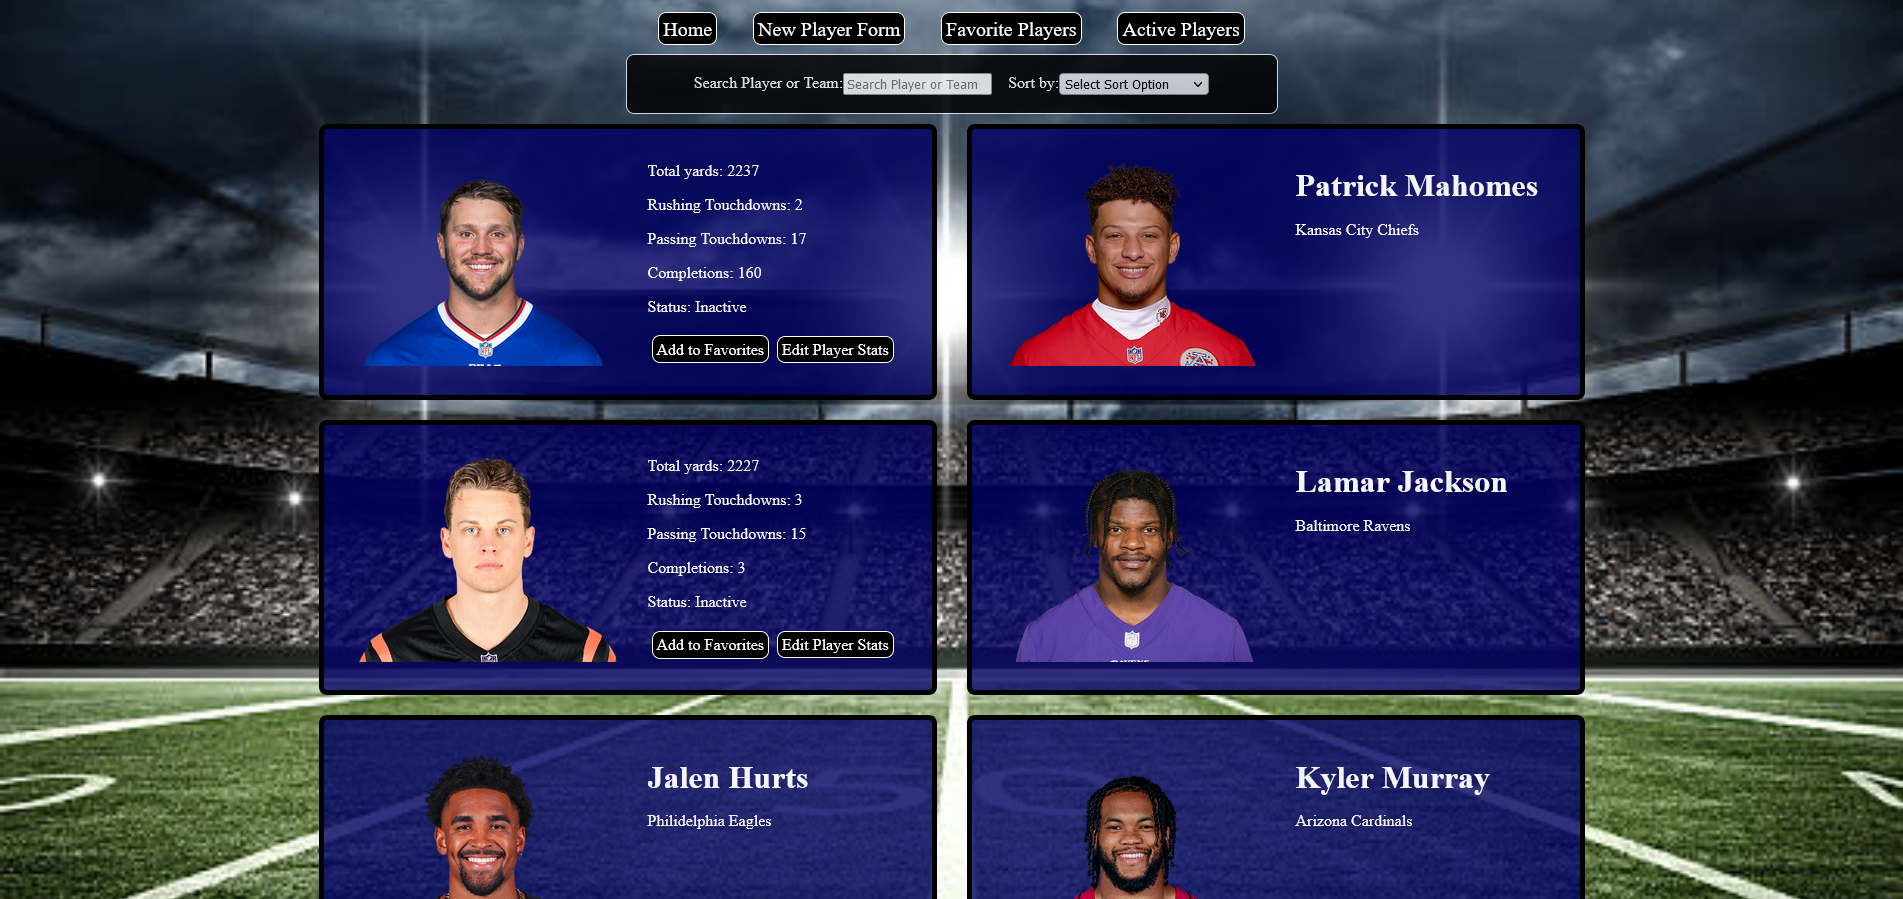 Home New Player Form Favorite Players Active Players
Search Player or Team: Search Player or Team Sort by: Select Sort Option
Total yards: 2237
Rushing Touchdowns: 2
Passing Touchdowns: 17
Completions: 160
Status: Inactive
Add to Favorites Edit Player Stats
Patrick Mahomes
Kansas City Chiefs
Total yards: 2227
Rushing Touchdowns: 3
Passing Touchdowns: 15
Completions: 3
Status: Inactive
Add to Favorites Edit Player Stats
Lamar Jackson
Baltimore Ravens
Jalen Hurts
Philidelphia Eagles
Kyler Murray
Arizona Cardinals